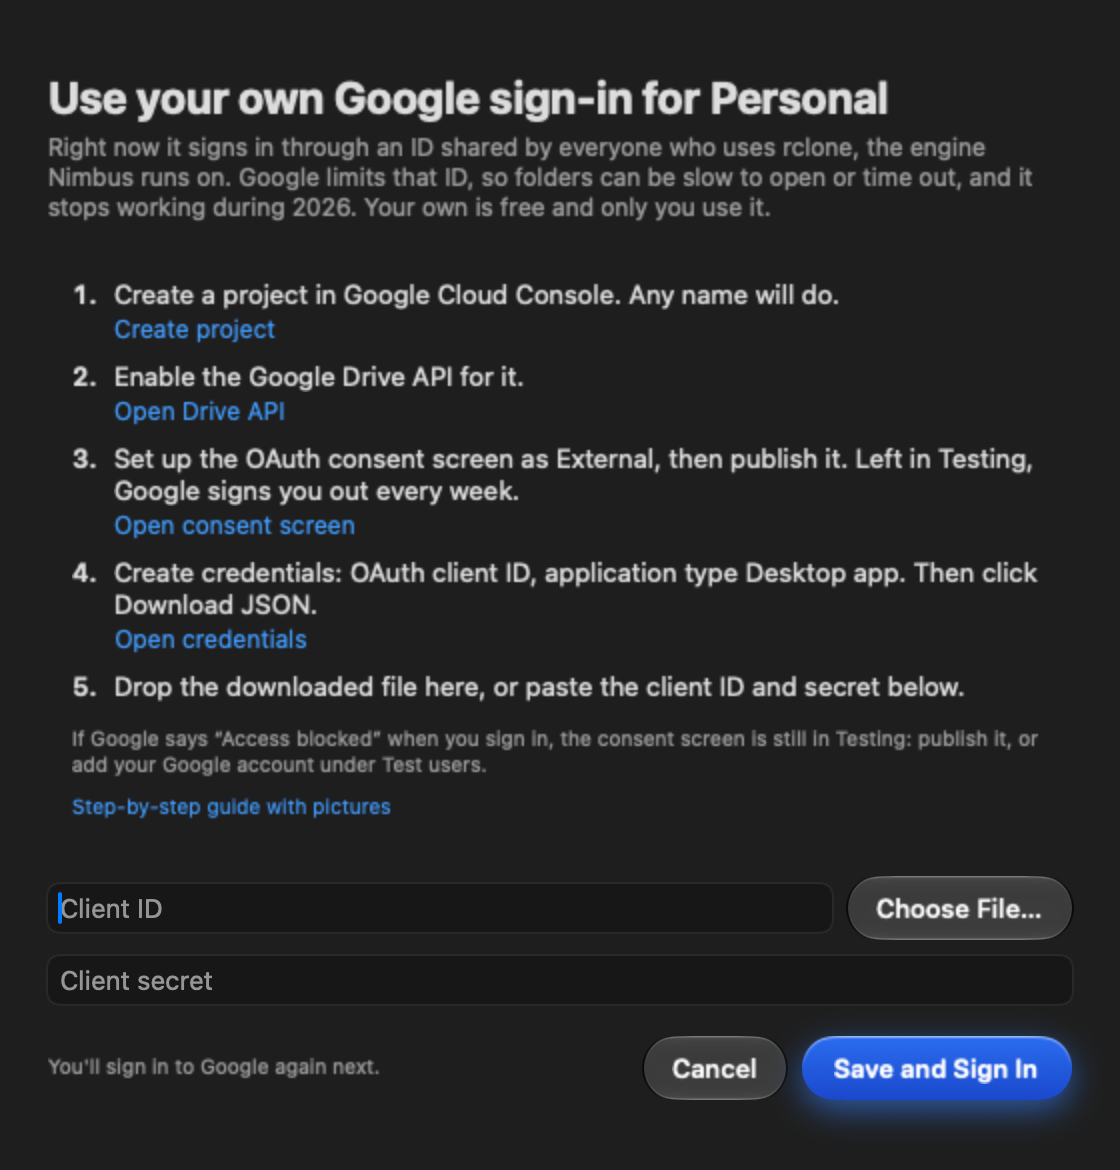 Use your own Google sign-in for Personal
Right now it signs in through an ID shared by everyone who uses rclone, the engine
Nimbus runs on. Google limits that ID, so folders can be slow to open or time out, and it
stops working during 2026. Your own is free and only you use it.
1. Create a project in Google Cloud Console. Any name will do.
Create project
2. Enable the Google Drive API for it.
Open Drive API
3. Set up the OAuth consent screen as External, then publish it. Left in Testing,
Google signs you out every week.
Open consent screen
4. Create credentials: OAuth client ID, application type Desktop app. Then click
Download JSON.
Open credentials
5. Drop the downloaded file here, or paste the client ID and secret below.
If Google says “Access blocked” when you sign in, the consent screen is still in Testing: publish it, or
add your Google account under Test users.
Step-by-step guide with pictures
Client ID
Choose File...
Client secret
You'll sign in to Google again next.
Cancel
Save and Sign In